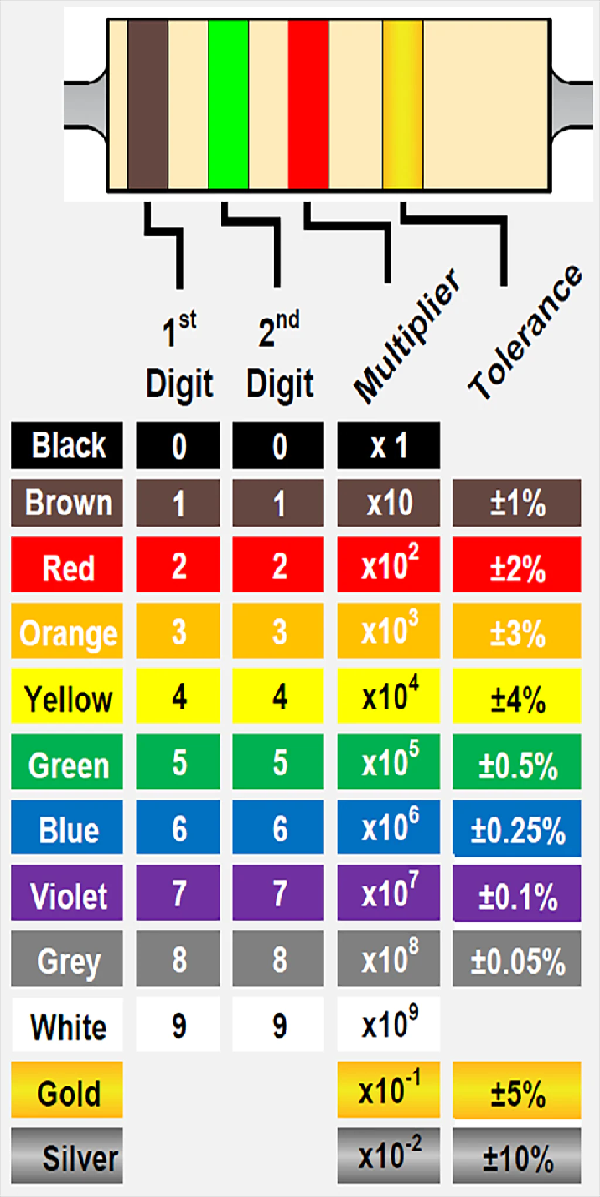 1st Digit
2nd Digit
Multiplier
Tolerance
Black 0 0 x 1
Brown 1 1 x10 ±1%
Red 2 2 x10² ±2%
Orange 3 3 x10³ ±3%
Yellow 4 4 x10⁴ ±4%
Green 5 5 x10⁵ ±0.5%
Blue 6 6 x10⁶ ±0.25%
Violet 7 7 x10⁷ ±0.1%
Grey 8 8 x10⁸ ±0.05%
White 9 9 x10⁹
Gold x10⁻¹ ±5%
Silver x10⁻² ±10%